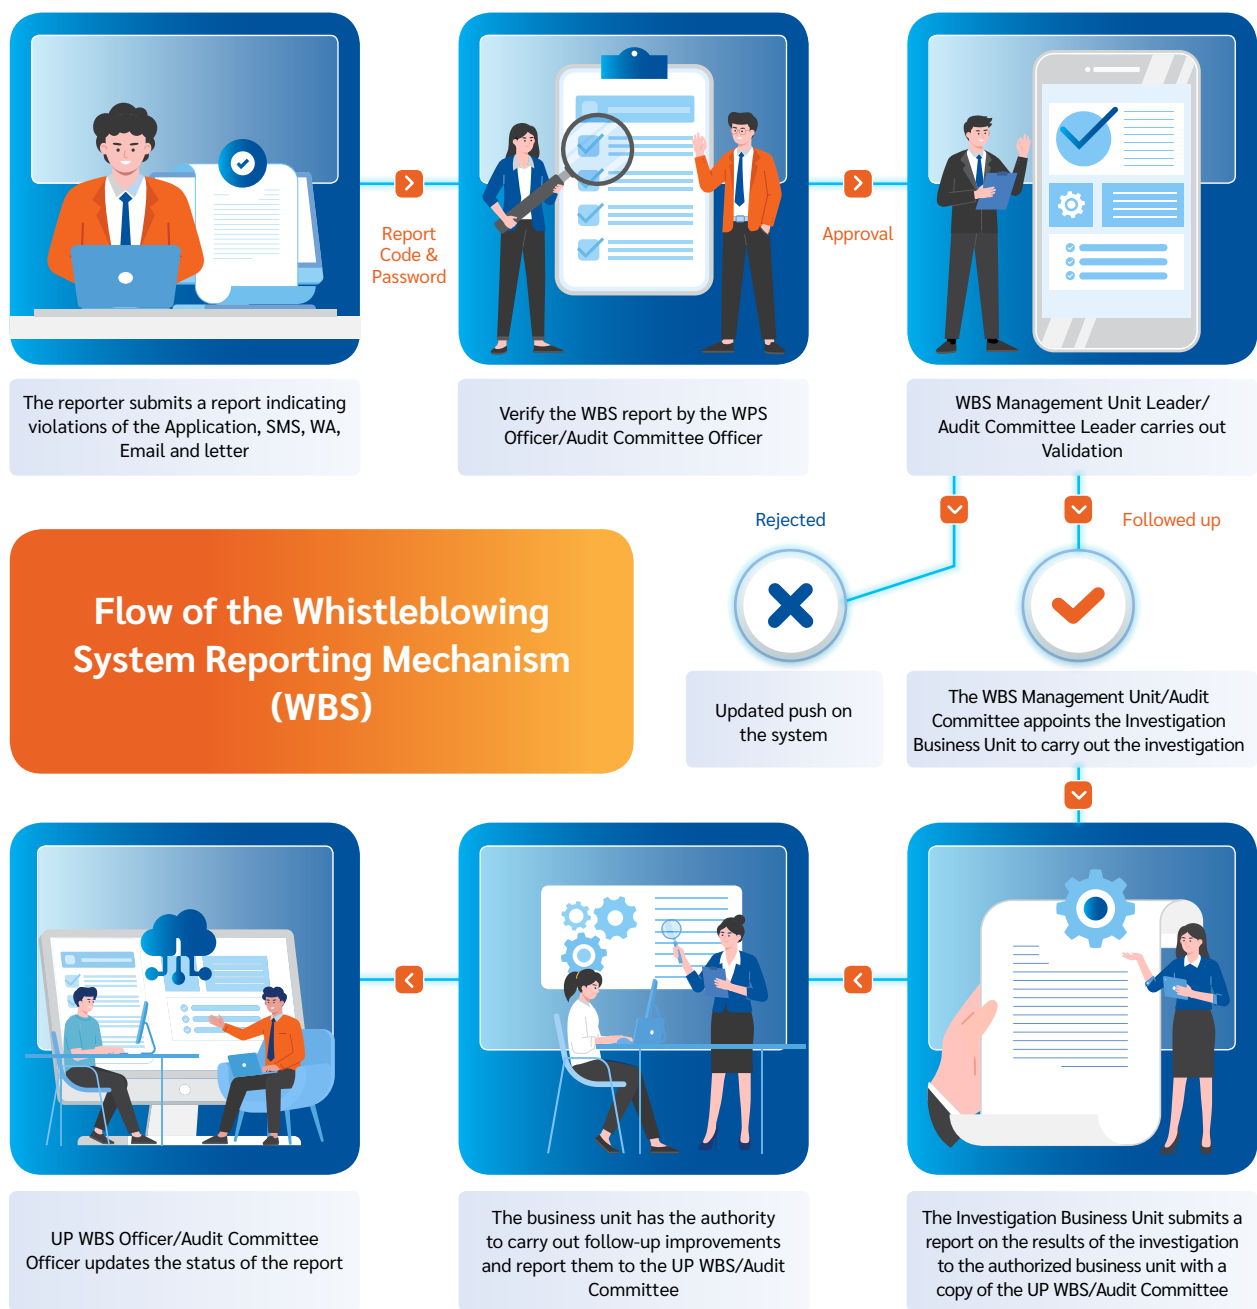 Report
Code &
Password
Approval
The reporter submits a report indicating
violations of the Application, SMS, WA,
Email and letter
Verify the WBS report by the WPS
Officer/Audit Committee Officer
WBS Management Unit Leader/
Audit Committee Leader carries out
Validation
Rejected
Followed up
Flow of the Whistleblowing
System Reporting Mechanism
(WBS)
Updated push on
the system
The WBS Management Unit/Audit
Committee appoints the Investigation
Business Unit to carry out the investigation
UP WBS Officer/Audit Committee
Officer updates the status of the report
The business unit has the authority
to carry out follow-up improvements
and report them to the UP WBS/Audit
Committee
The Investigation Business Unit submits a
report on the results of the investigation
to the authorized business unit with a
copy of the UP WBS/Audit Committee